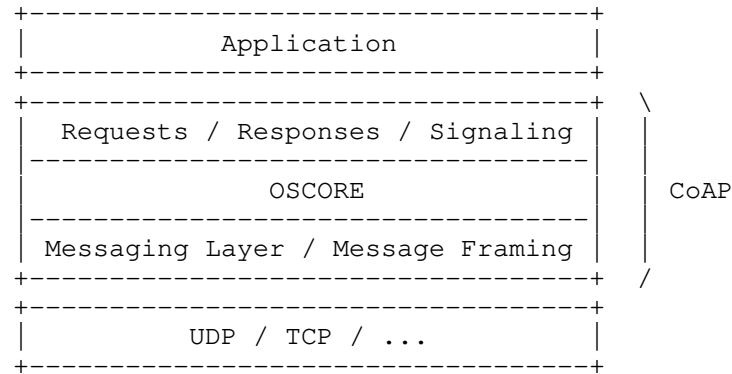 Application
Requests / Responses / Signaling
OSCORE
CoAP
Messaging Layer / Message Framing
UDP / TCP / ...